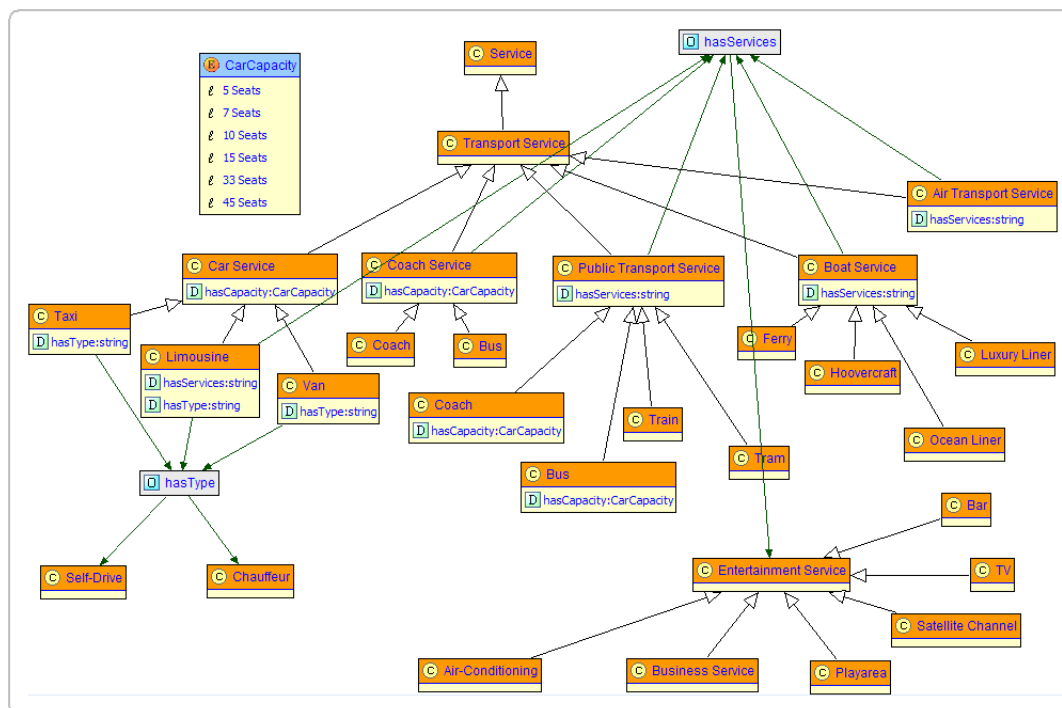 O hasServices
E CarCapacity
ℓ 5 Seats
ℓ 7 Seats
ℓ 10 Seats
ℓ 15 Seats
ℓ 33 Seats
ℓ 45 Seats
C Service
C Transport Service
C Air Transport Service
D hasServices:string
C Car Service
D hasCapacity:CarCapacity
C Coach Service
D hasCapacity:CarCapacity
C Public Transport Service
D hasServices:string
C Boat Service
D hasServices:string
C Taxi
D hasType:string
C Limousine
D hasServices:string
D hasType:string
C Van
D hasType:string
C Coach
C Bus
C Coach
D hasCapacity:CarCapacity
C Bus
D hasCapacity:CarCapacity
C Train
C Tram
C Ferry
C Hoovercraft
C Luxury Liner
C Ocean Liner
O hasType
C Self-Drive
C Chauffeur
C Bar
C Entertainment Service
C TV
C Satellite Channel
C Air-Conditioning
C Business Service
C Playarea